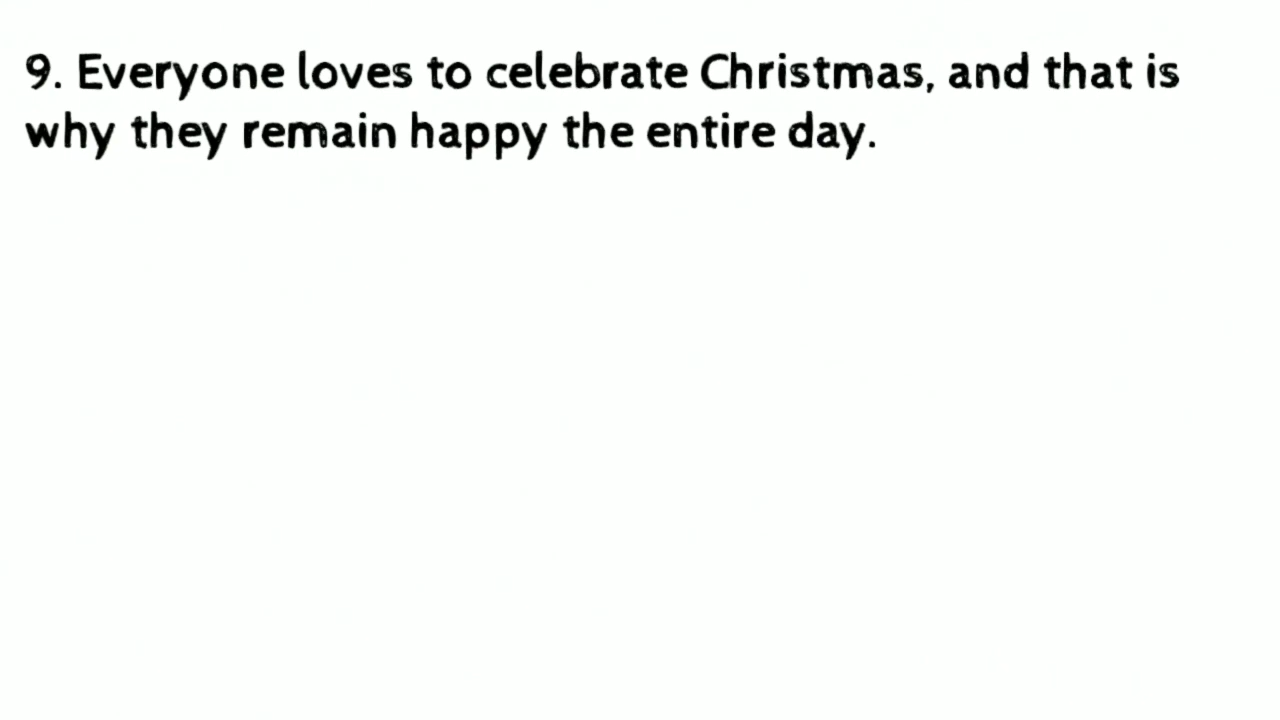 9. Everyone loves to celebrate Christmas, and that is
why they remain happy the entire day.